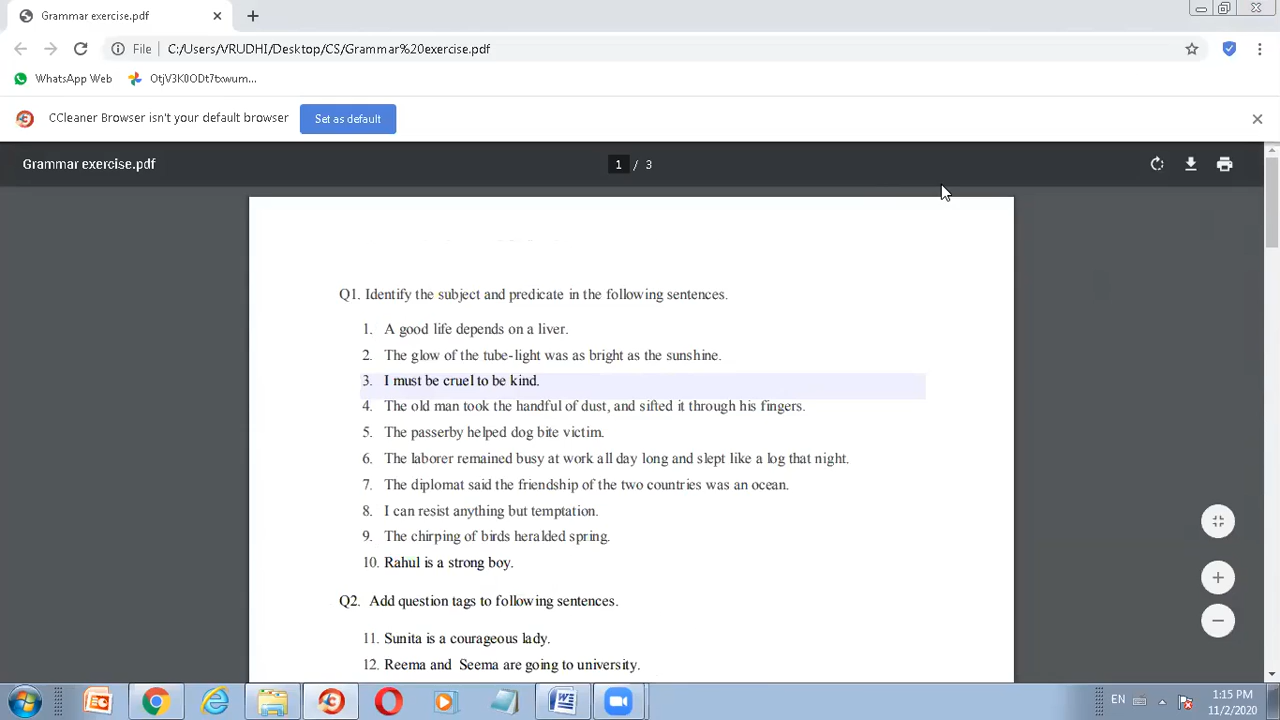 Grammar exercise.pdf
File C:/Users/VRUDHI/Desktop/CS/Grammar%20exercise.pdf
WhatsApp Web
CCleaner Browser isn't your default browser Set as default
Grammar exercise.pdf 1 / 3
Q1. Identify the subject and predicate in the following sentences.
1. A good life depends on a liver.
2. The glow of the tube-light was as bright as the sunshine.
3. I must be cruel to be kind.
4. The old man took the handful of dust, and sifted it through his fingers.
5. The passerby helped dog bite victim.
6. The laborer remained busy at work all day long and slept like a log that night.
7. The diplomat said the friendship of the two countries was an ocean.
8. I can resist anything but temptation.
9. The chirping of birds heralded spring.
10. Rahul is a strong boy.
Q2. Add question tags to following sentences.
11. Sunita is a courageous lady.
12. Reema and Seema are going to university.
EN 1:15 PM
11/2/2020